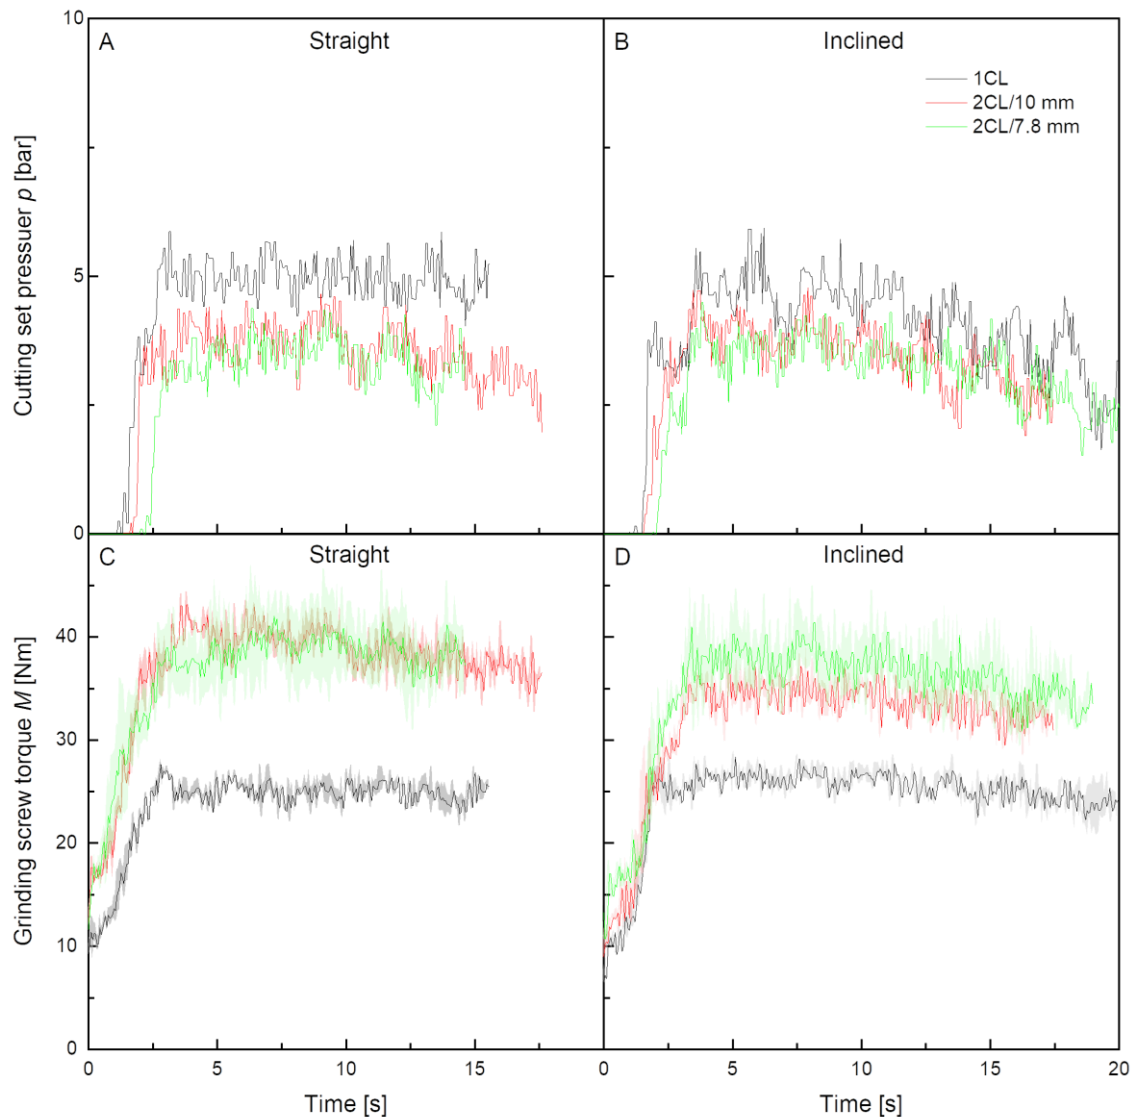 A
Straight
B
Inclined
1CL
2CL/10 mm
2CL/7.8 mm
Cutting set pressuer p [bar]
10
5
0
C
Straight
D
Inclined
Grinding screw torque M [Nm]
40
30
20
10
0
0
5
10
15
0
5
10
15
20
Time [s]
Time [s]